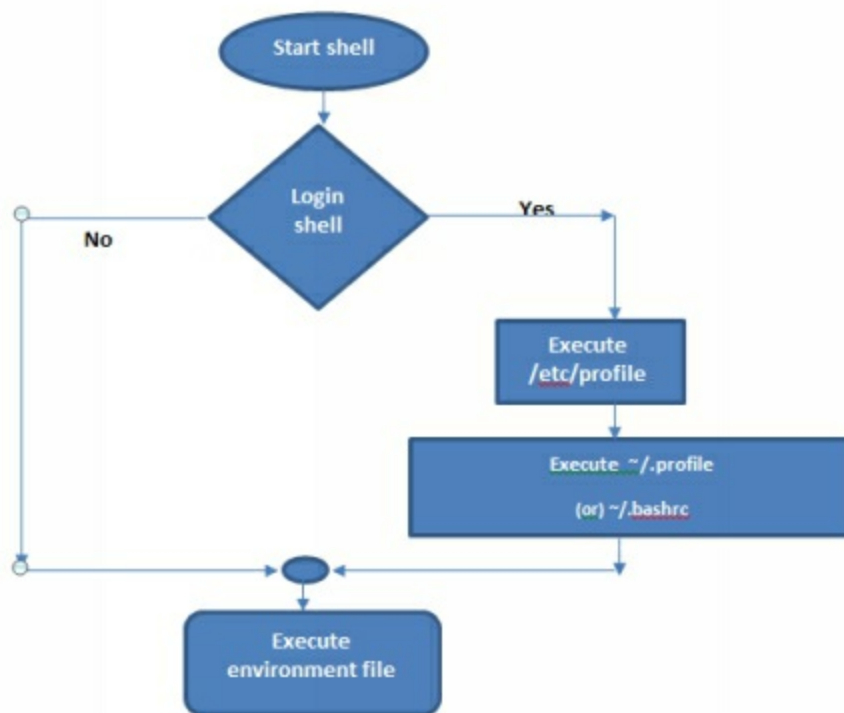 Start shell
Login
shell
Yes
No
Execute
/etc/profile
Execute ~/.profile
(or) ~/.bashrc
Execute
environment file